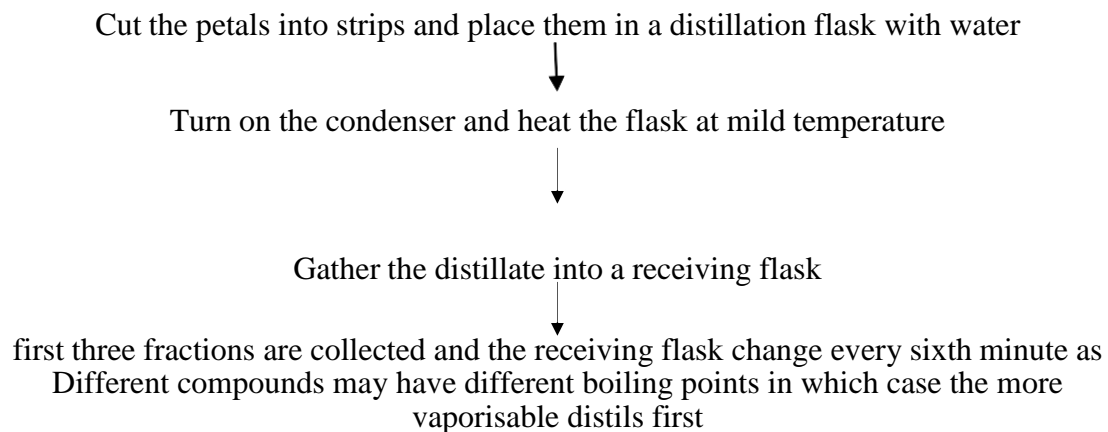 Cut the petals into strips and place them in a distillation flask with water
Turn on the condenser and heat the flask at mild temperature
Gather the distillate into a receiving flask
first three fractions are collected and the receiving flask change every sixth minute as
Different compounds may have different boiling points in which case the more
vaporisable distils first